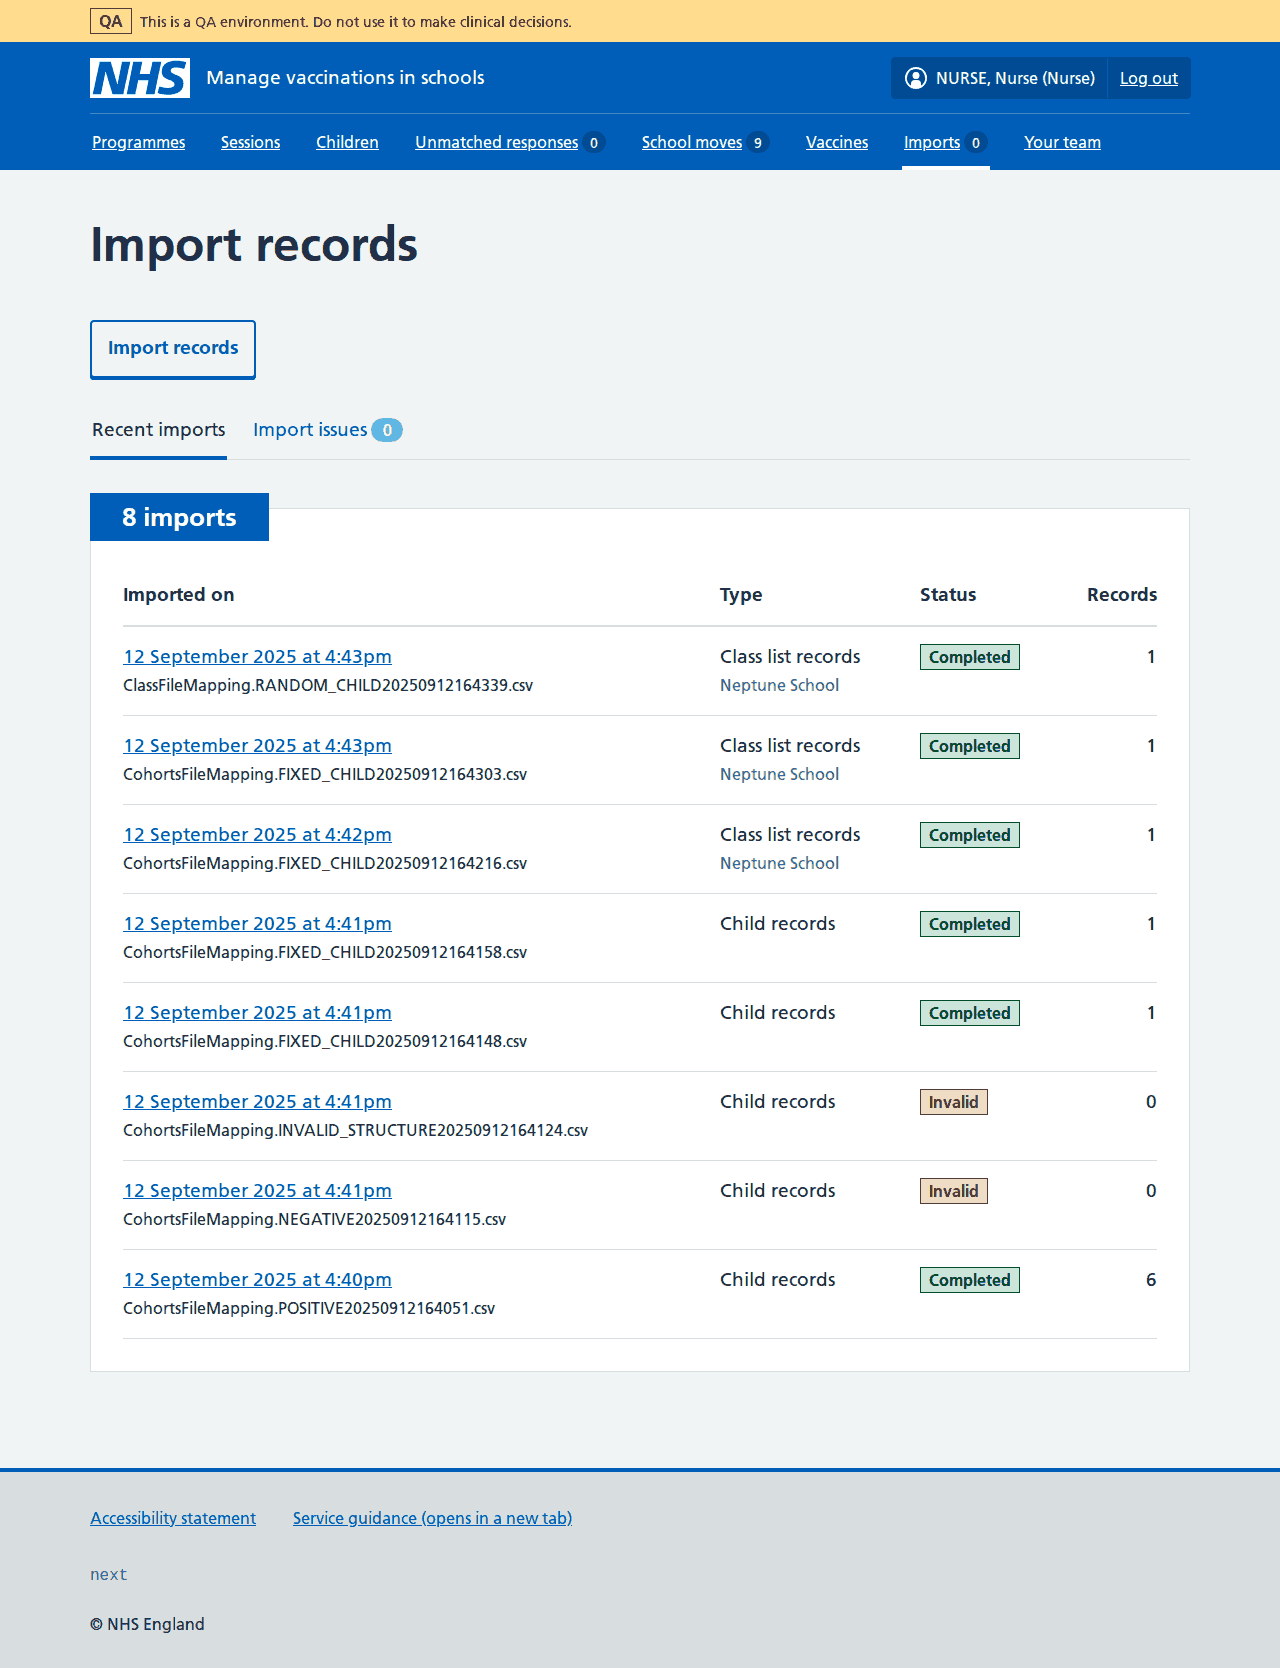 QA This is a QA environment. Do not use it to make clinical decisions.
NHS Manage vaccinations in schools NURSE, Nurse (Nurse) Log out
Programmes Sessions Children Unmatched responses 0 School moves 9 Vaccines Imports 0 Your team
Import records
Import records
Recent imports Import issues 0
8 imports
Imported on Type Status Records
12 September 2025 at 4:43pm Class list records Completed 1
ClassFileMapping.RANDOM_CHILD20250912164339.csv Neptune School
12 September 2025 at 4:43pm Class list records Completed 1
CohortsFileMapping.FIXED_CHILD20250912164303.csv Neptune School
12 September 2025 at 4:42pm Class list records Completed 1
CohortsFileMapping.FIXED_CHILD20250912164216.csv Neptune School
12 September 2025 at 4:41pm Child records Completed 1
CohortsFileMapping.FIXED_CHILD20250912164158.csv
12 September 2025 at 4:41pm Child records Completed 1
CohortsFileMapping.FIXED_CHILD20250912164148.csv
12 September 2025 at 4:41pm Child records Invalid 0
CohortsFileMapping.INVALID_STRUCTURE20250912164124.csv
12 September 2025 at 4:41pm Child records Invalid 0
CohortsFileMapping.NEGATIVE20250912164115.csv
12 September 2025 at 4:40pm Child records Completed 6
CohortsFileMapping.POSITIVE20250912164051.csv
Accessibility statement Service guidance (opens in a new tab)
next
© NHS England